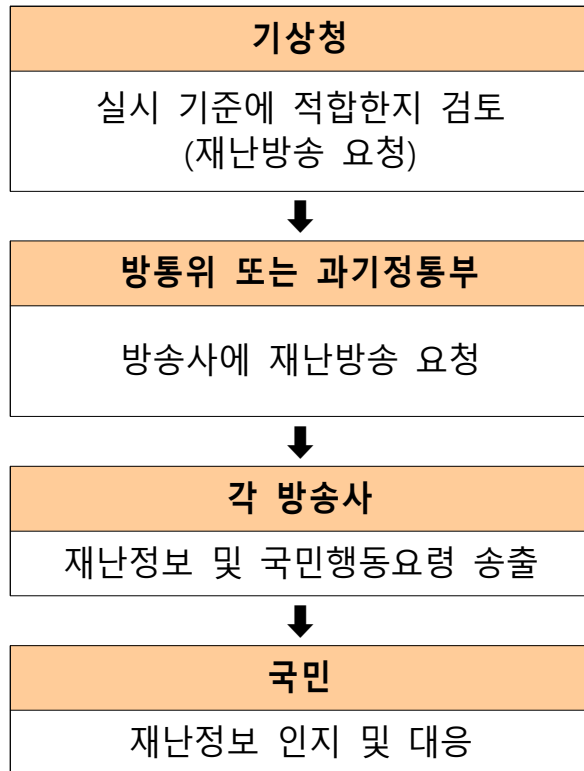 기상청
실시 기준에 적합한지 검토
(재난방송 요청)
방통위 또는 과기정통부
방송사에 재난방송 요청
각 방송사
재난정보 및 국민행동요령 송출
국민
재난정보 인지 및 대응